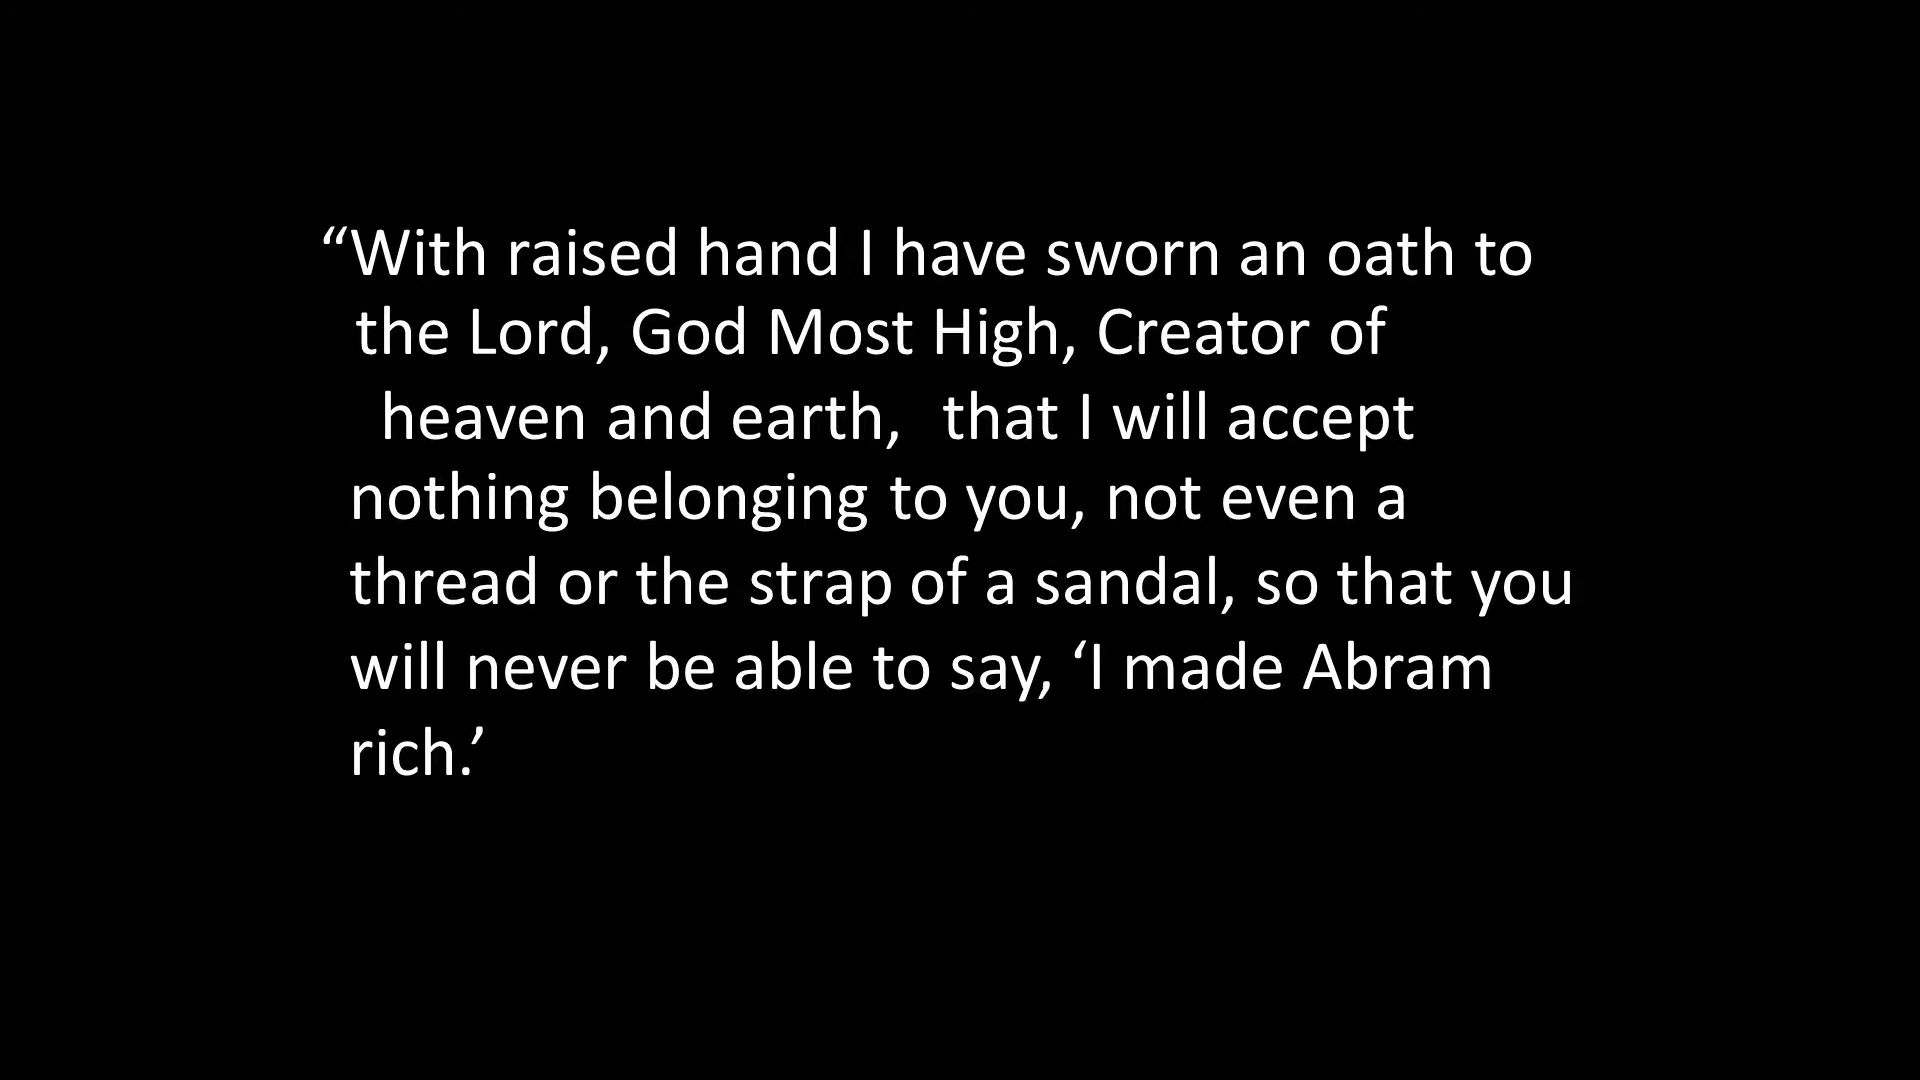 “With raised hand I have sworn an oath to
the Lord, God Most High, Creator of
heaven and earth, that I will accept
nothing belonging to you, not even a
thread or the strap of a sandal, so that you
will never be able to say, ‘I made Abram
rich.’